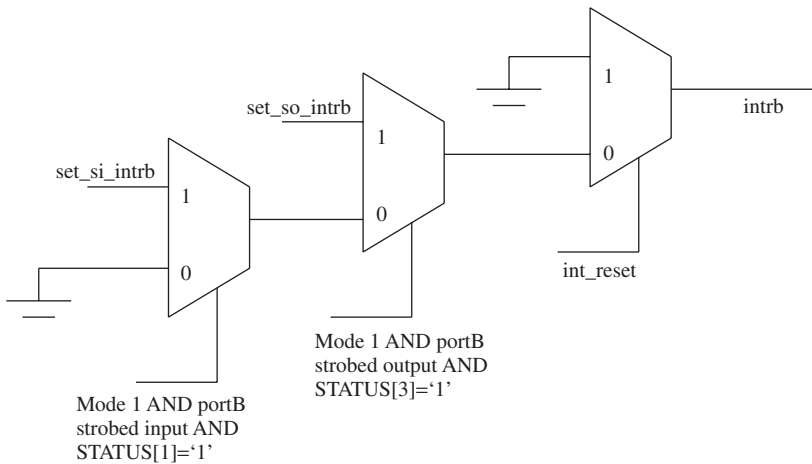 1
intrb
set_so_intrb
1
0
set_si_intrb
1
0
int_reset
0
Mode 1 AND portB
strobed output AND
STATUS[3]=‘1’
Mode 1 AND portB
strobed input AND
STATUS[1]=‘1’